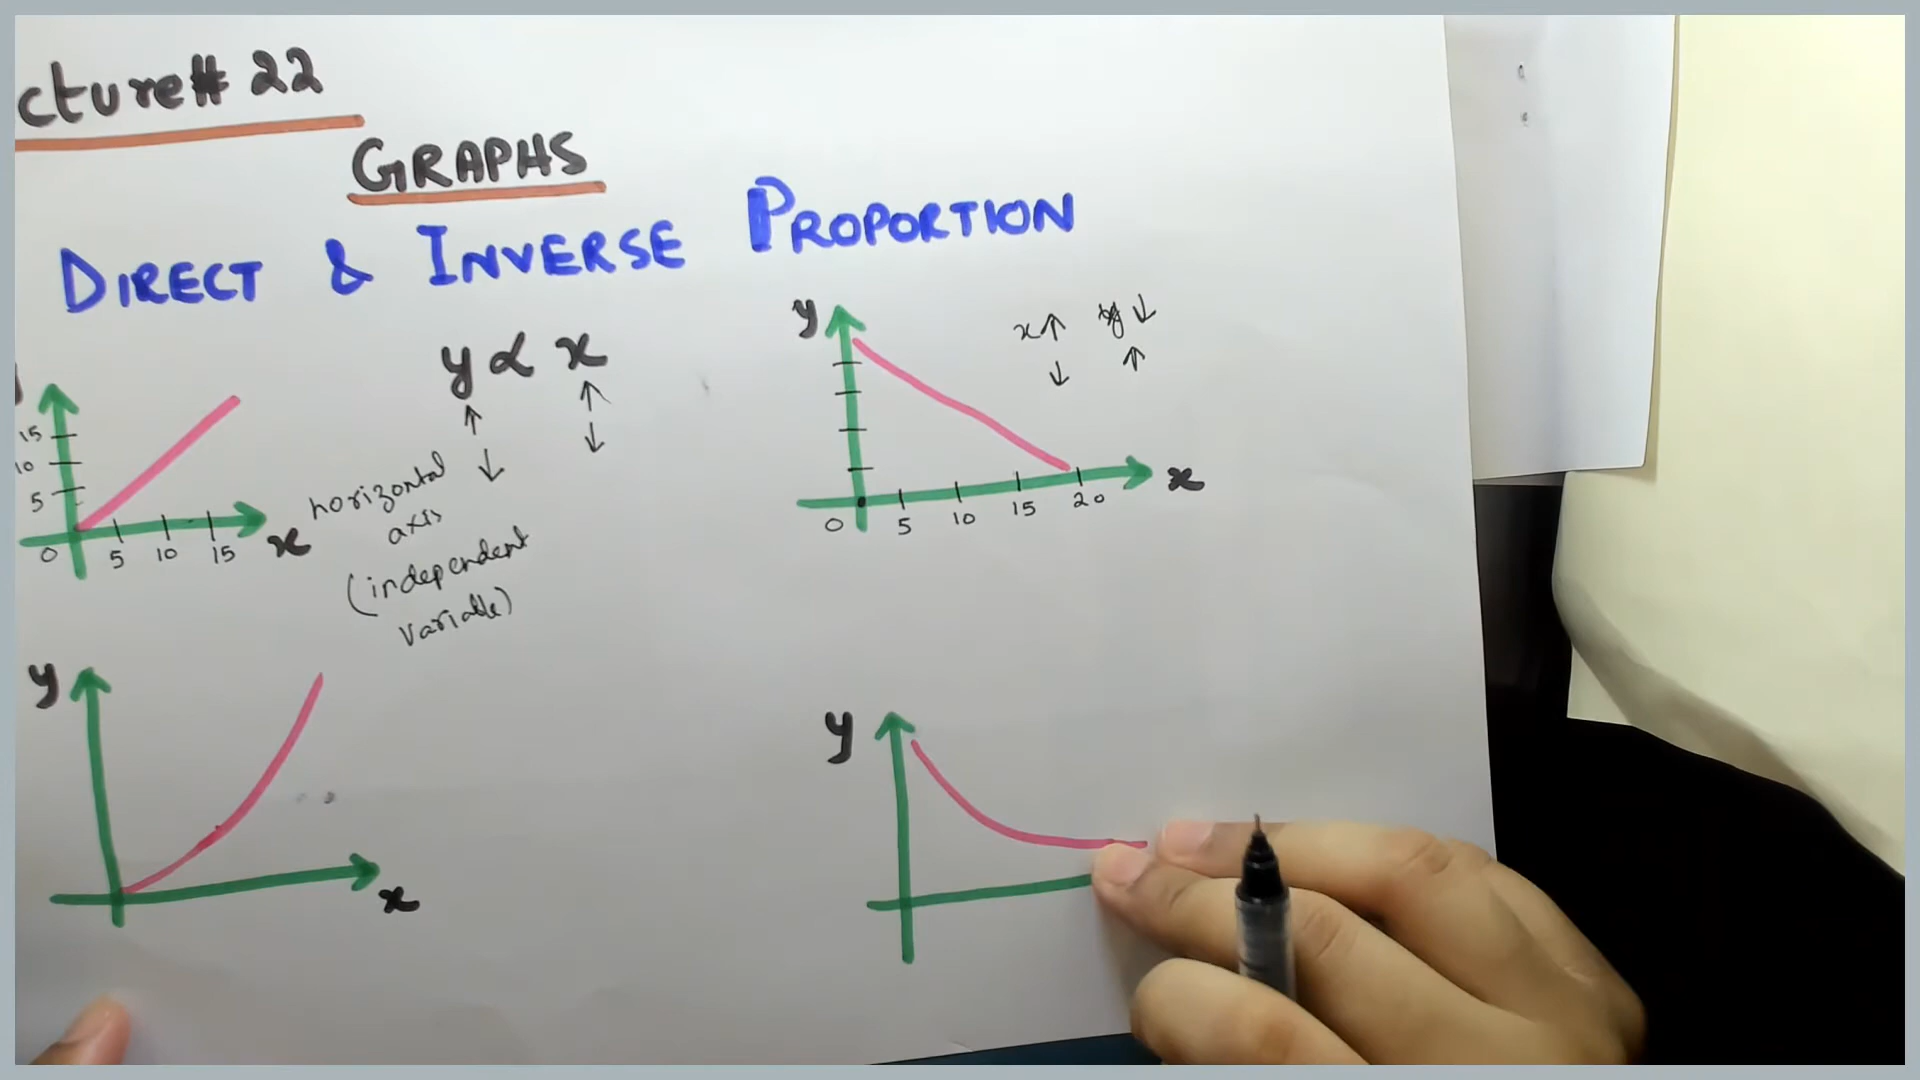 cture# 22
GRAPHS
DIRECT & INVERSE PROPORTION
y ∝ x
↑ ↑
↓ ↓
15
10
5
0 5 10 15 x
horizontal
axis
(independent
variable)
y
x↑ y↓
↓ ↑
0 5 10 15 20 x
y
x
y